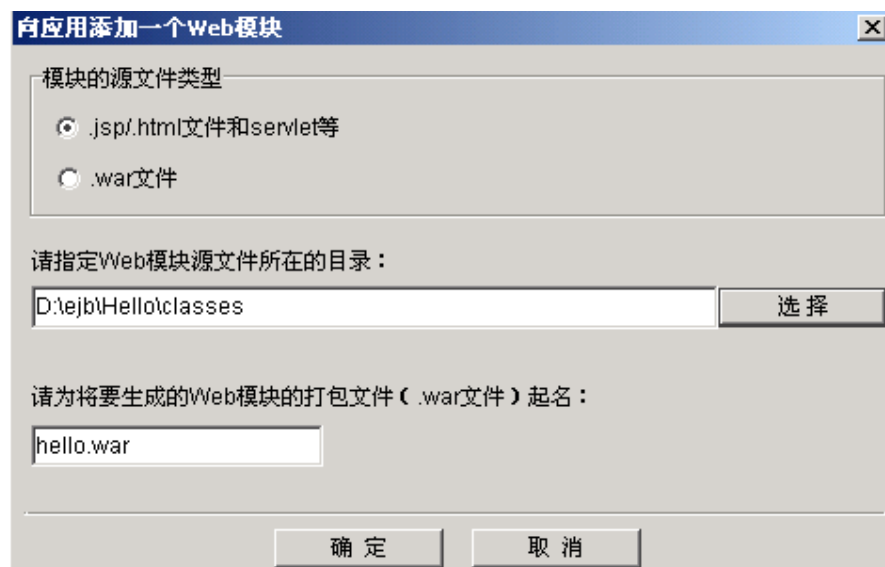 向应用添加一个Web模块
模块的源文件类型
.jsp/.html文件和servlet等
.war文件
请指定Web模块源文件所在的目录：
D:\ejb\Hello\classes
选择
请为将要生成的Web模块的打包文件（.war文件）起名：
hello.war
确定 取消